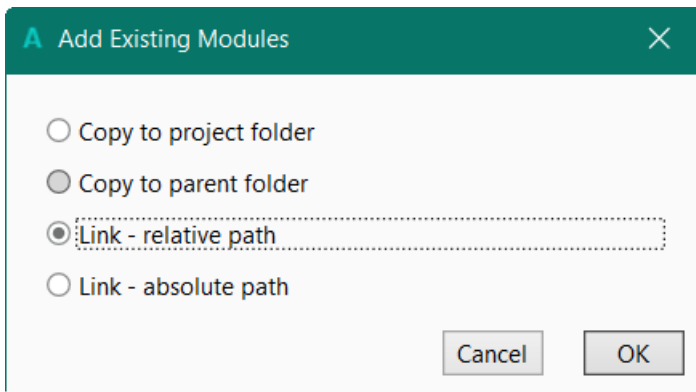 A Add Existing Modules
Copy to project folder
Copy to parent folder
Link - relative path
Link - absolute path
Cancel OK